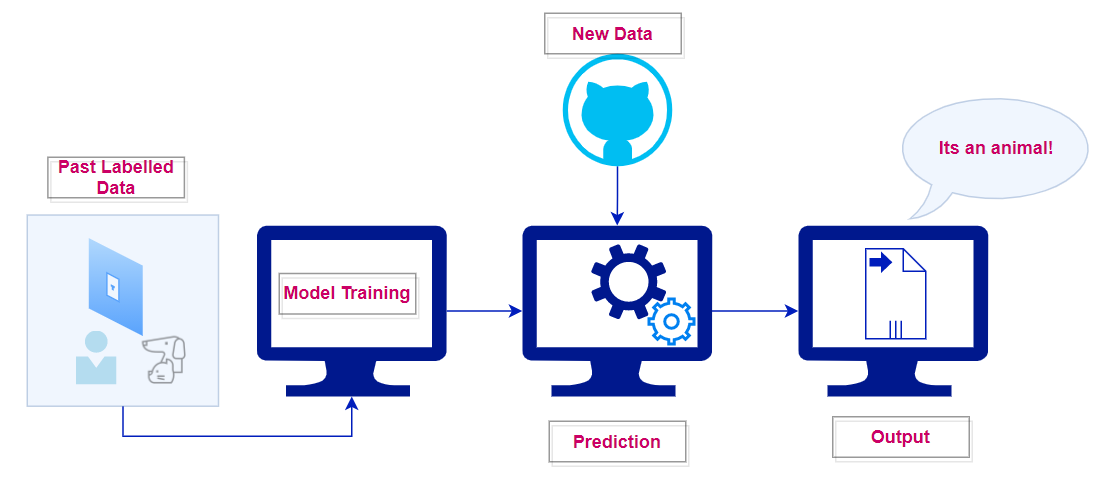 New Data
Its an animal!
Past Labelled
Data
Model Training
Prediction
Output